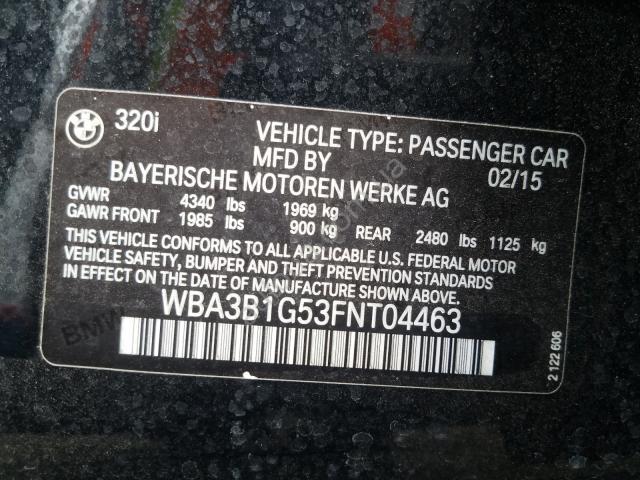 320i
VEHICLE TYPE: PASSENGER CAR
MFD BY 02/15
BAYERISCHE MOTOREN WERKE AG
GVWR 4340 lbs 1969 kg
GAWR FRONT 1985 lbs 900 kg REAR 2480 lbs 1125 kg
THIS VEHICLE CONFORMS TO ALL APPLICABLE U.S. FEDERAL MOTOR
VEHICLE SAFETY, BUMPER AND THEFT PREVENTION STANDARDS
IN EFFECT ON THE DATE OF MANUFACTURE SHOWN ABOVE.
WBA3B1G53FNT04463
BMW
2 122 606